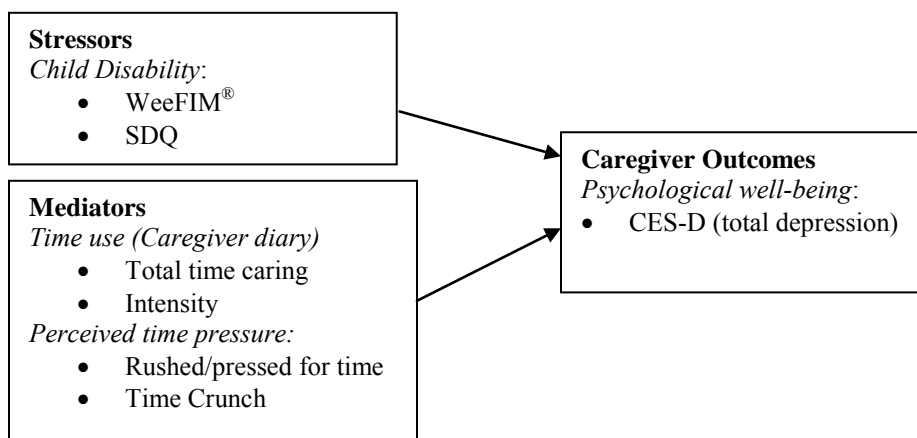 Stressors
Child Disability:
• WeeFIM®
• SDQ
Mediators
Time use (Caregiver diary)
• Total time caring
• Intensity
Perceived time pressure:
• Rushed/pressed for time
• Time Crunch
Caregiver Outcomes
Psychological well-being:
• CES-D (total depression)